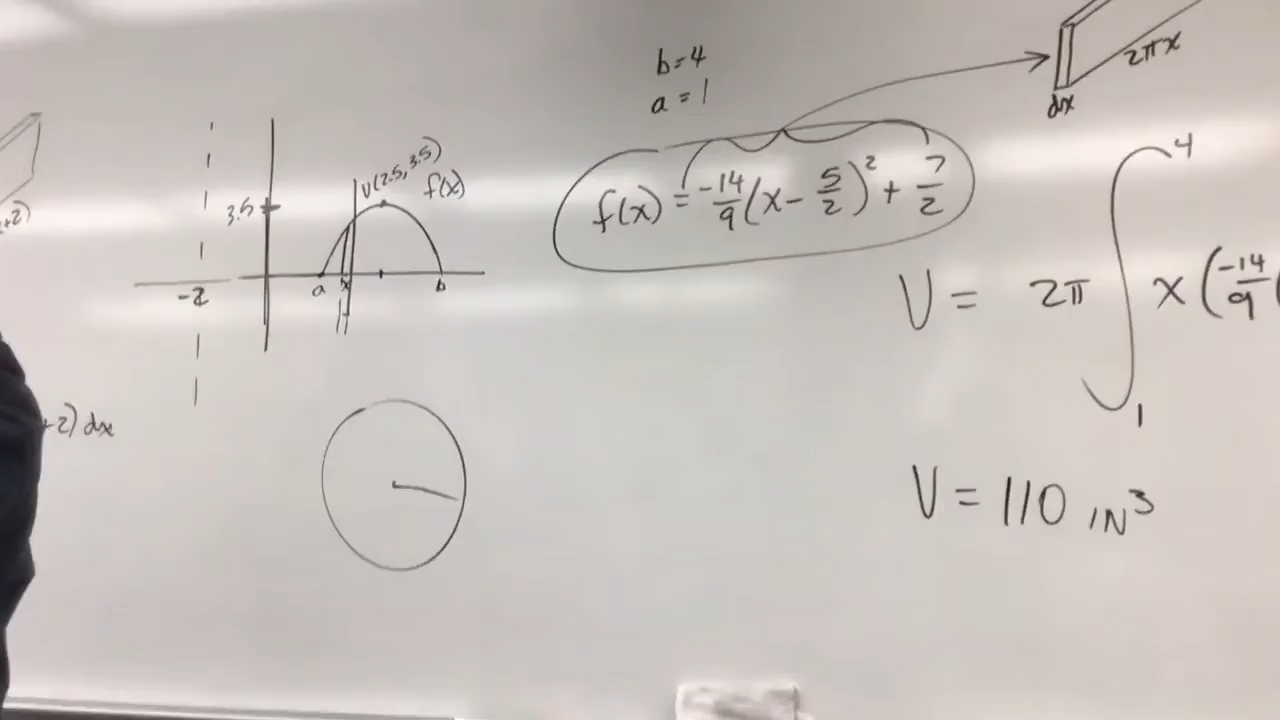 b=4
a=1
2πx
dx
V(2.5, 3.5)
f(x)
3.5
-2
a x b
f(x) = -14/9 (x - 5/2)² + 7/2
V = 2π ∫₁⁴ x(-14/9(
+2) dx
V = 110 IN³